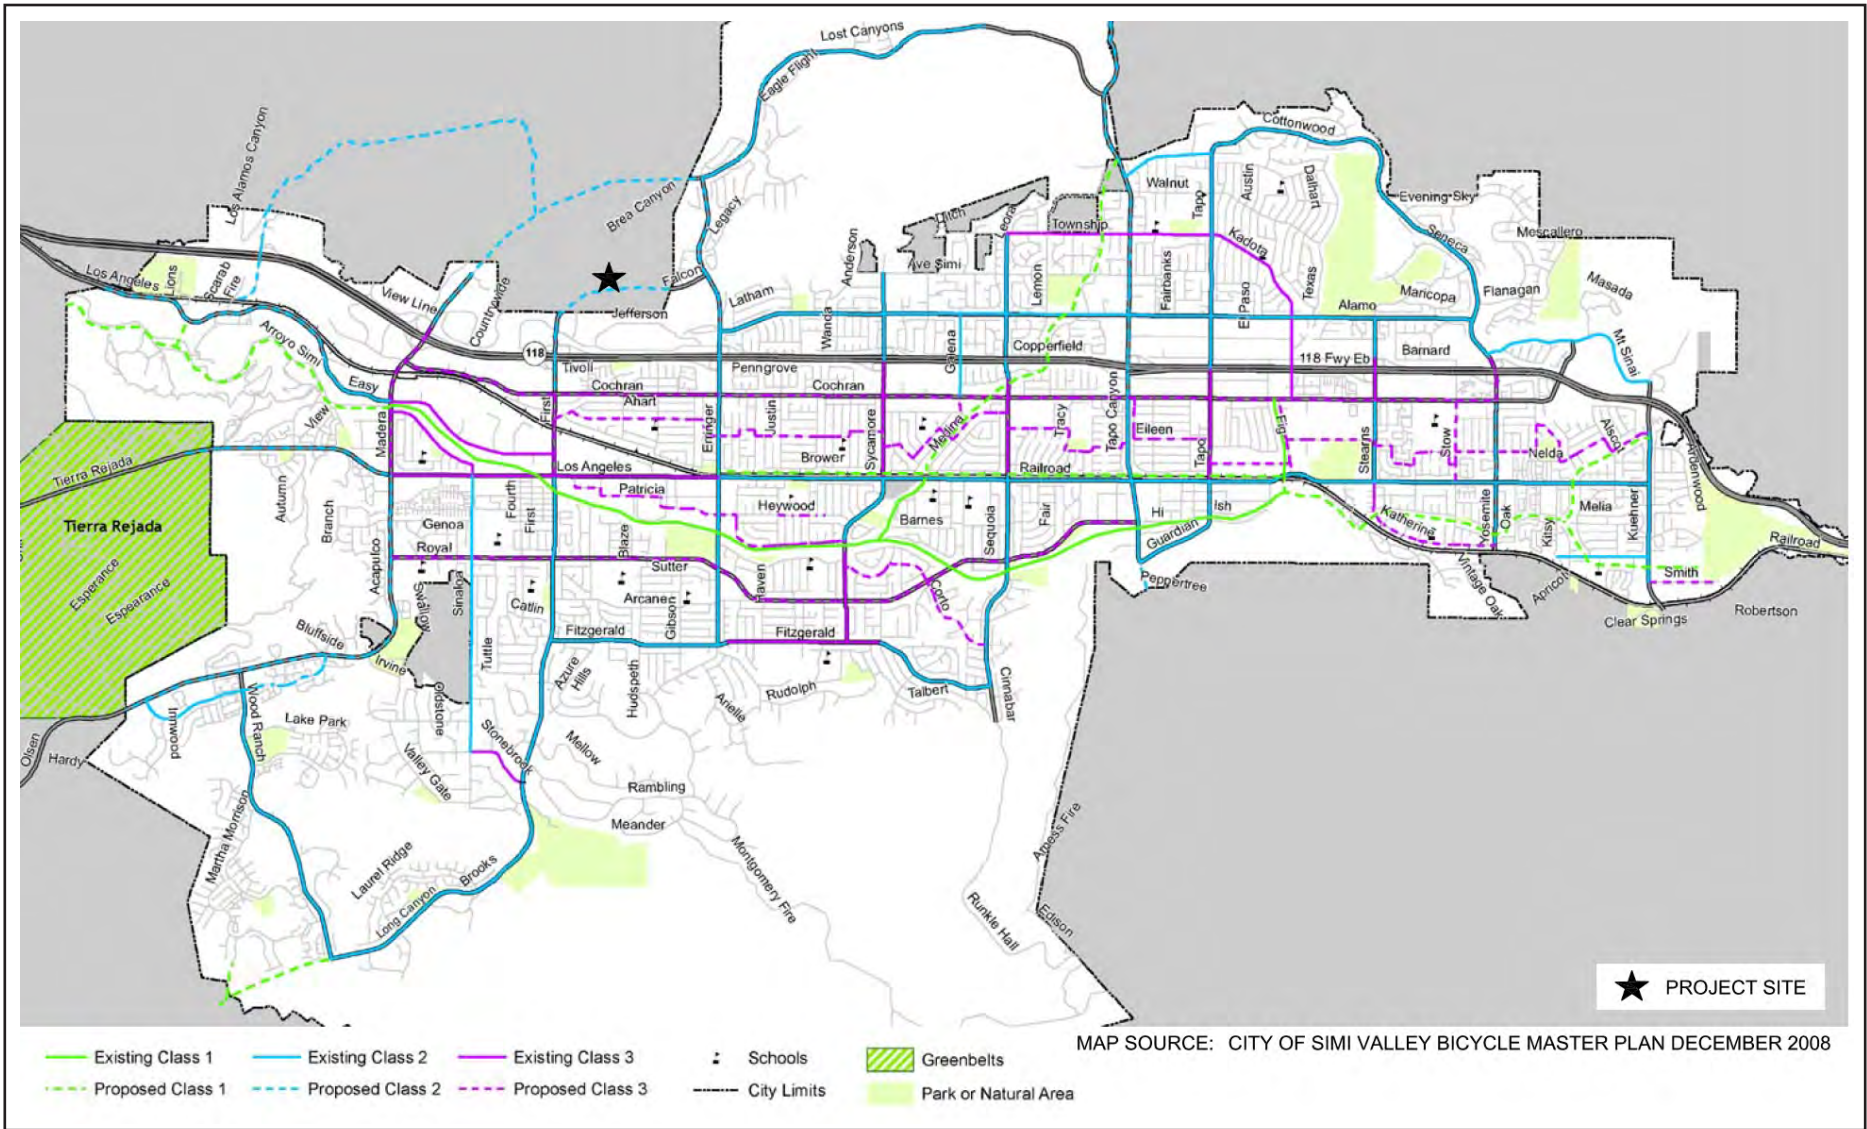 Lost Canyons
Eagle Flight
Los Alamos Canyon
Cottonwood
Walnut
Tapo
Austin
Dalhart
Evening Sky
Brea Canyon
Legacy
Ditch
Leora
Township
Kadota
Seneca
Mescallero
Anderson
Ave Simi
Los Angeles
Lions
Scarab
Fire
View Line
Countrywide
Falcon
Jefferson
Latham
Wanda
Lemon
Fairbanks
El Paso
Texas
Alamo
Maricopa
Flanagan
Masada
Arroyo Simi
118
Tivoli
Penngrove
Galena
Copperfield
118 Fwy Eb
Barnard
Mt Sinai
Easy
Cochran
Cochran
Ahart
View
Madera
First
Erringer
Justin
Sycamore
Medina
Tracy
Tapo Canyon
Eileen
Tapo
Fig
Stearns
Stow
Nelda
Alscot
Brower
Los Angeles
Railroad
Tierra Rejada
Tierra Rejada
Autumn
Branch
Patricia
Fourth
First
Genoa
Heywood
Barnes
Sequoia
Fair
Hi
Ish
Guardian
Katherine
Yosemite
Oak
Kitsy
Melia
Kuehner
Ardenwood
Railroad
Royal
Blaze
Sutter
Haven
Corto
Peppertree
Vintage Oak
Apricot
Smith
Clear Springs
Robertson
Esperance
Espearance
Acapulco
Swallow
Sinaloa
Catlin
Arcane
Gibson
Fitzgerald
Fitzgerald
Bluffside
Irvine
Tuttle
Azure
Hills
Hudspeth
Arielle
Rudolph
Talbert
Cinnabar
Olsen
Hardy
Innwood
Wood Ranch
Lake Park
Oldstone
Valley Gate
Stonebrook
Mellow
Rambling
Meander
Martha Morrison
Laurel Ridge
Long Canyon
Brooks
Montgomery Fire
Arness Fire
Runkle Hall
Edison
PROJECT SITE
MAP SOURCE: CITY OF SIMI VALLEY BICYCLE MASTER PLAN DECEMBER 2008
Existing Class 1
Existing Class 2
Existing Class 3
Schools
Greenbelts
Proposed Class 1
Proposed Class 2
Proposed Class 3
City Limits
Park or Natural Area